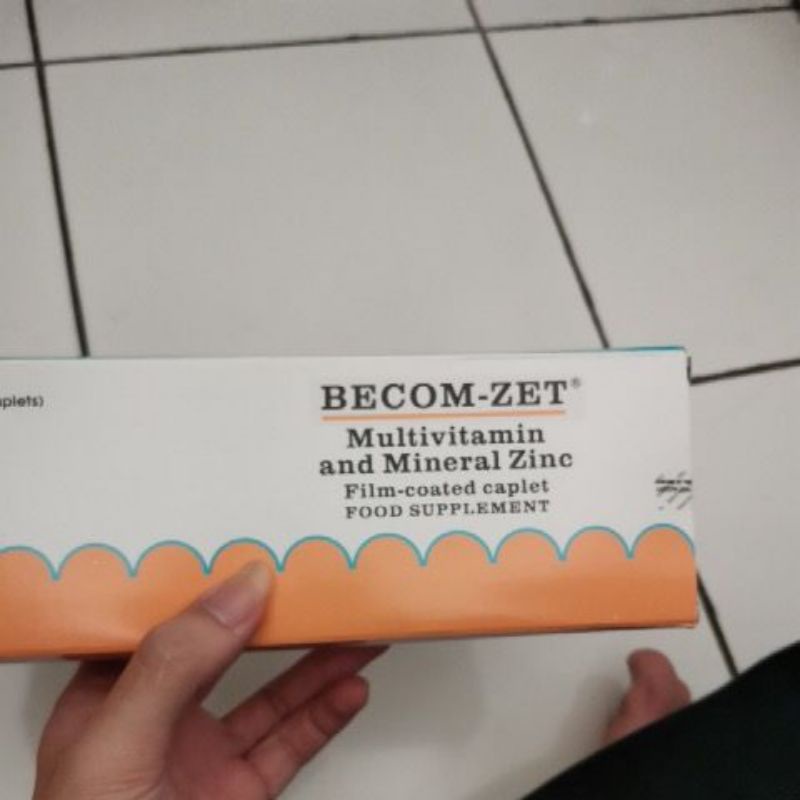 BECOM-ZET®
Multivitamin
and Mineral Zinc
Film-coated caplet
FOOD SUPPLEMENT